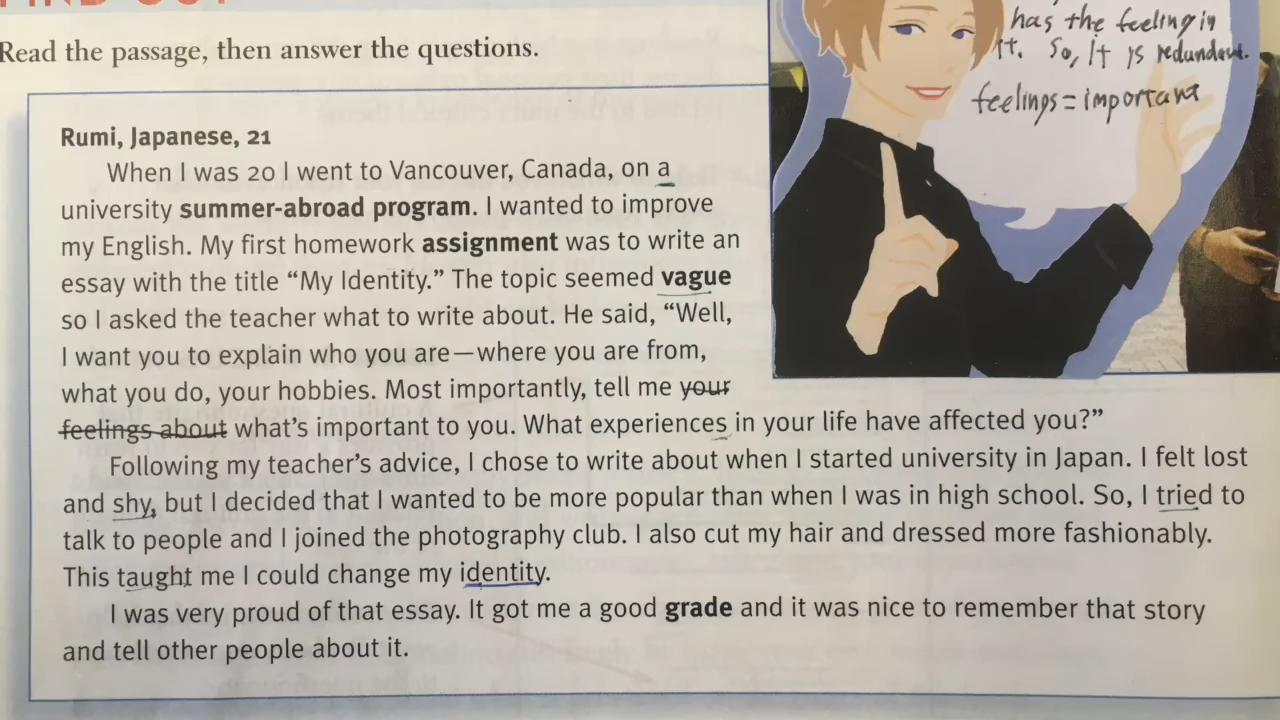 Read the passage, then answer the questions.
has the feeling in
it. So, it is redundant.
feelings = important
Rumi, Japanese, 21
When I was 20 I went to Vancouver, Canada, on a
university summer-abroad program. I wanted to improve
my English. My first homework assignment was to write an
essay with the title “My Identity.” The topic seemed vague
so I asked the teacher what to write about. He said, “Well,
I want you to explain who you are—where you are from,
what you do, your hobbies. Most importantly, tell me your
feelings about what’s important to you. What experiences in your life have affected you?”
Following my teacher’s advice, I chose to write about when I started university in Japan. I felt lost
and shy, but I decided that I wanted to be more popular than when I was in high school. So, I tried to
talk to people and I joined the photography club. I also cut my hair and dressed more fashionably.
This taught me I could change my identity.
I was very proud of that essay. It got me a good grade and it was nice to remember that story
and tell other people about it.